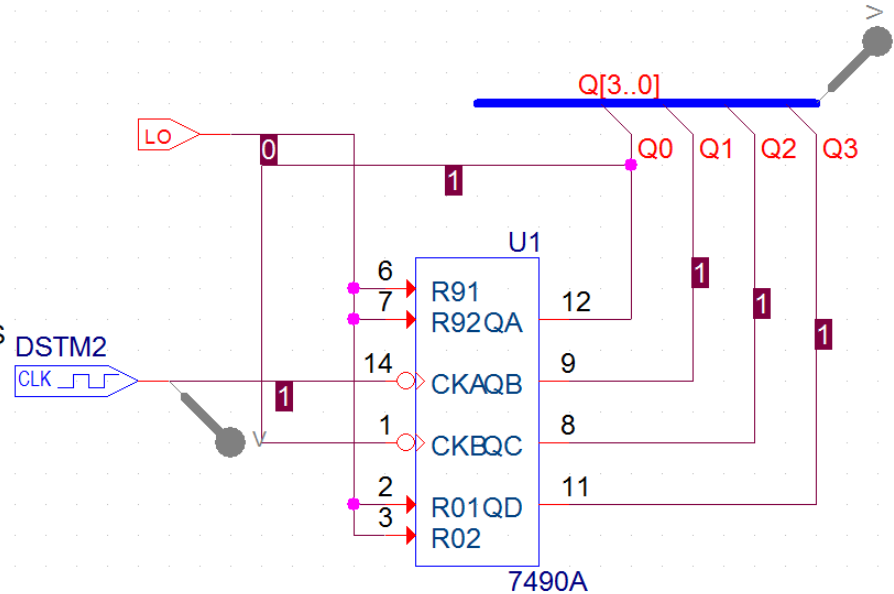 Q[3..0]
LO
0
Q0
Q1
Q2
Q3
1
U1
6
R91
1
7
R92
QA
12
1
s
DSTM2
1
CLK
14
CKA
QB
9
1
V
1
CKB
QC
8
2
R01
QD
11
3
R02
7490A